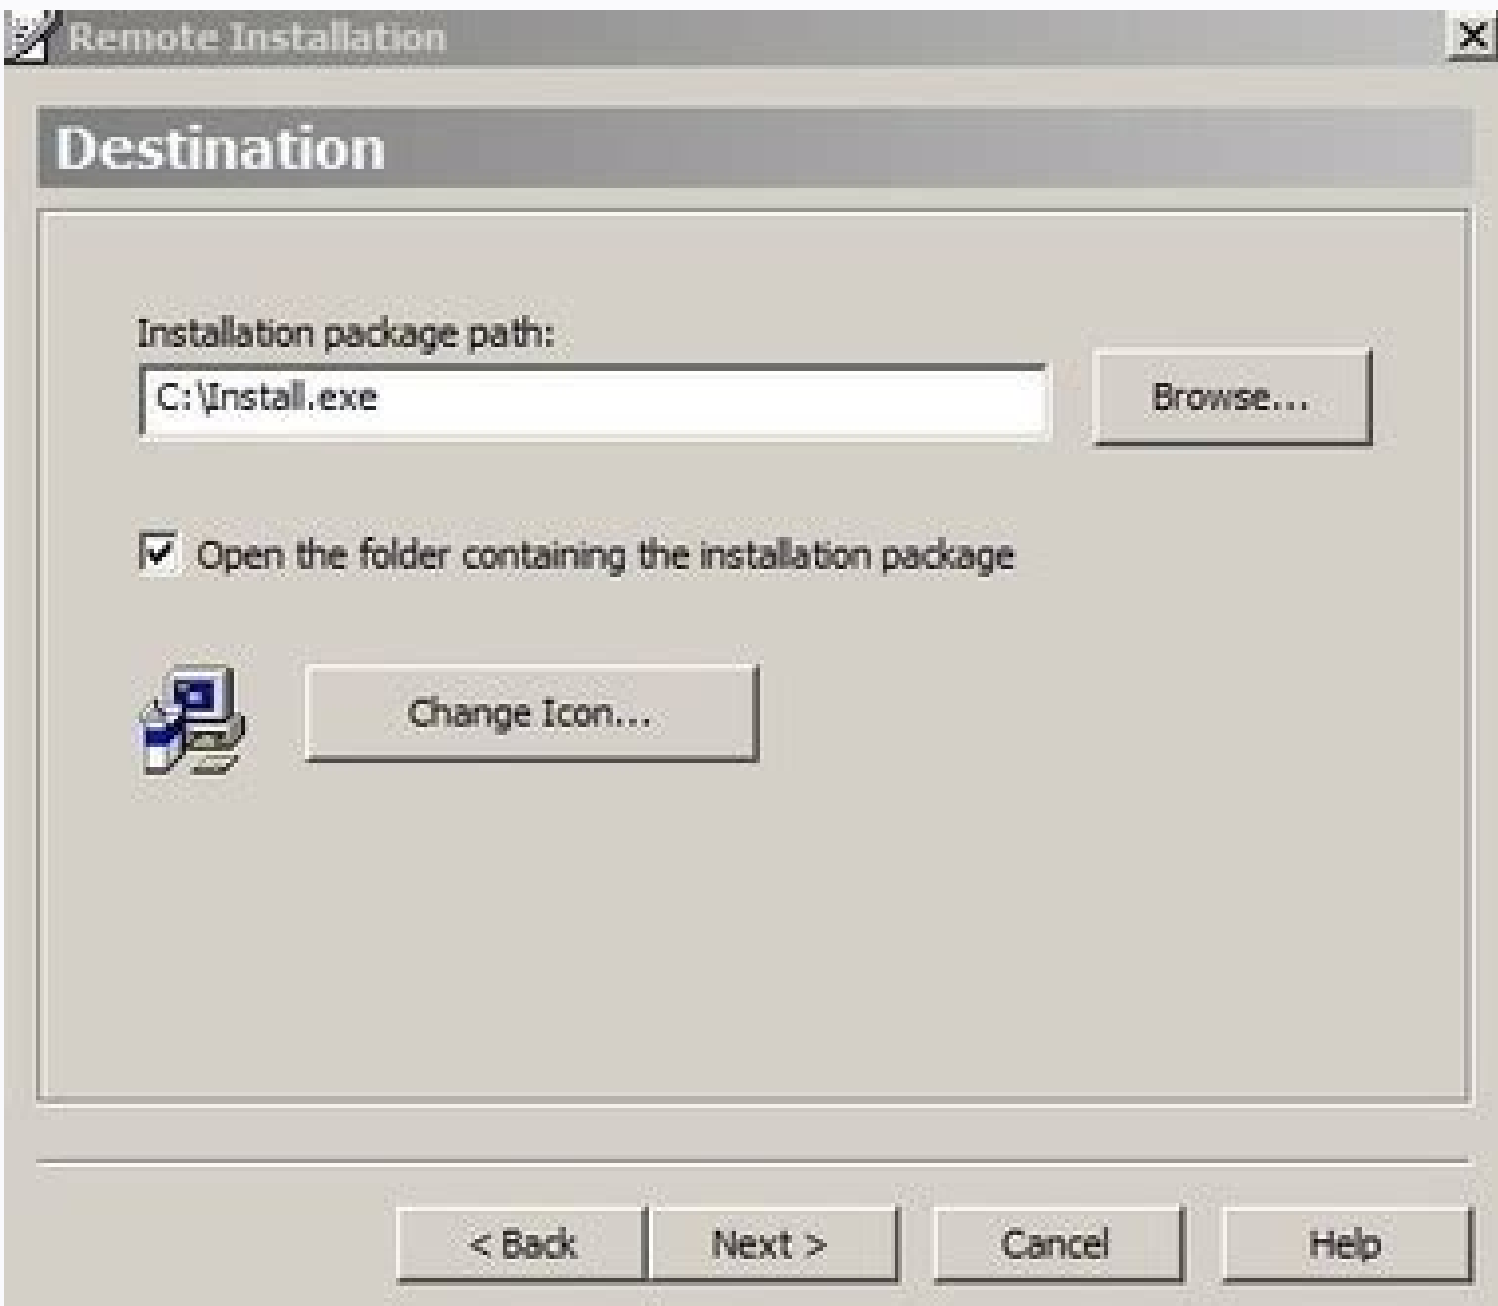 Remote Installation
Destination
Installation package path:
C:\Install.exe
Browse...
Open the folder containing the installation package
Change Icon...
< Back
Next >
Cancel
Help